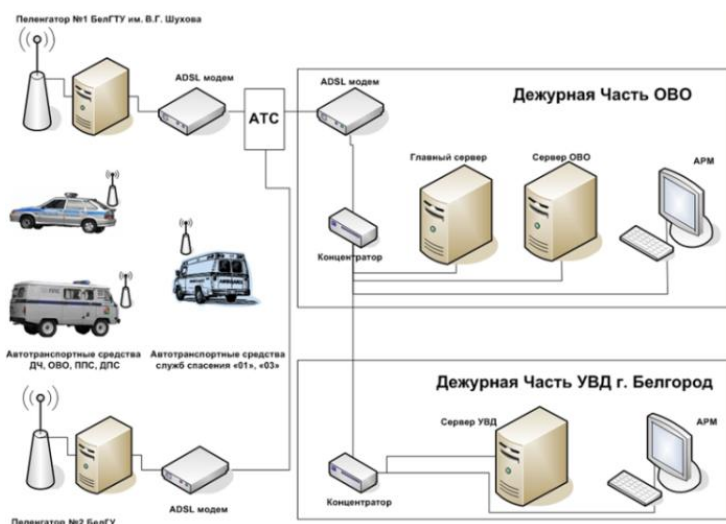 Пеленгатор №1 БелГТУ им. В.Г. Шухова
ADSL модем
АТС
ADSL модем
Дежурная Часть ОВО
Главный сервер
Сервер ОВО
АРМ
Концентратор
Автотранспортные средства
ДЧ, ОВО, ППС, ДПС
Автотранспортные средства
служб спасения «01», «03»
Дежурная Часть УВД г. Белгород
Сервер УВД
АРМ
Концентратор
ADSL модем
Пеленгатор №2 БелГУ